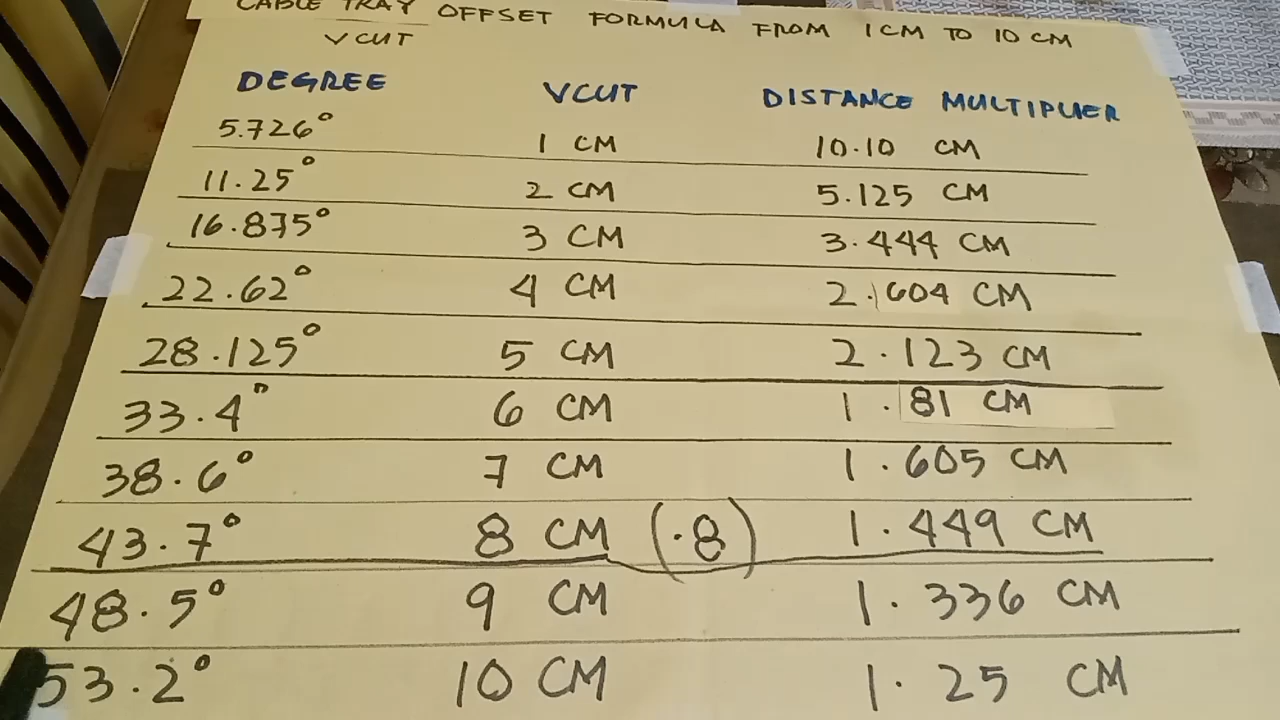 CABLE TRAY OFFSET FORMULA FROM 1 CM TO 10 CM
VCUT
DEGREE VCUT DISTANCE MULTIPLIER
5.726° 1 CM 10.10 CM
11.25° 2 CM 5.125 CM
16.875° 3 CM 3.444 CM
22.62° 4 CM 2.604 CM
28.125° 5 CM 2.123 CM
33.4° 6 CM 1.81 CM
38.6° 7 CM 1.605 CM
43.7° 8 CM (.8) 1.449 CM
48.5° 9 CM 1.336 CM
53.2° 10 CM 1.25 CM